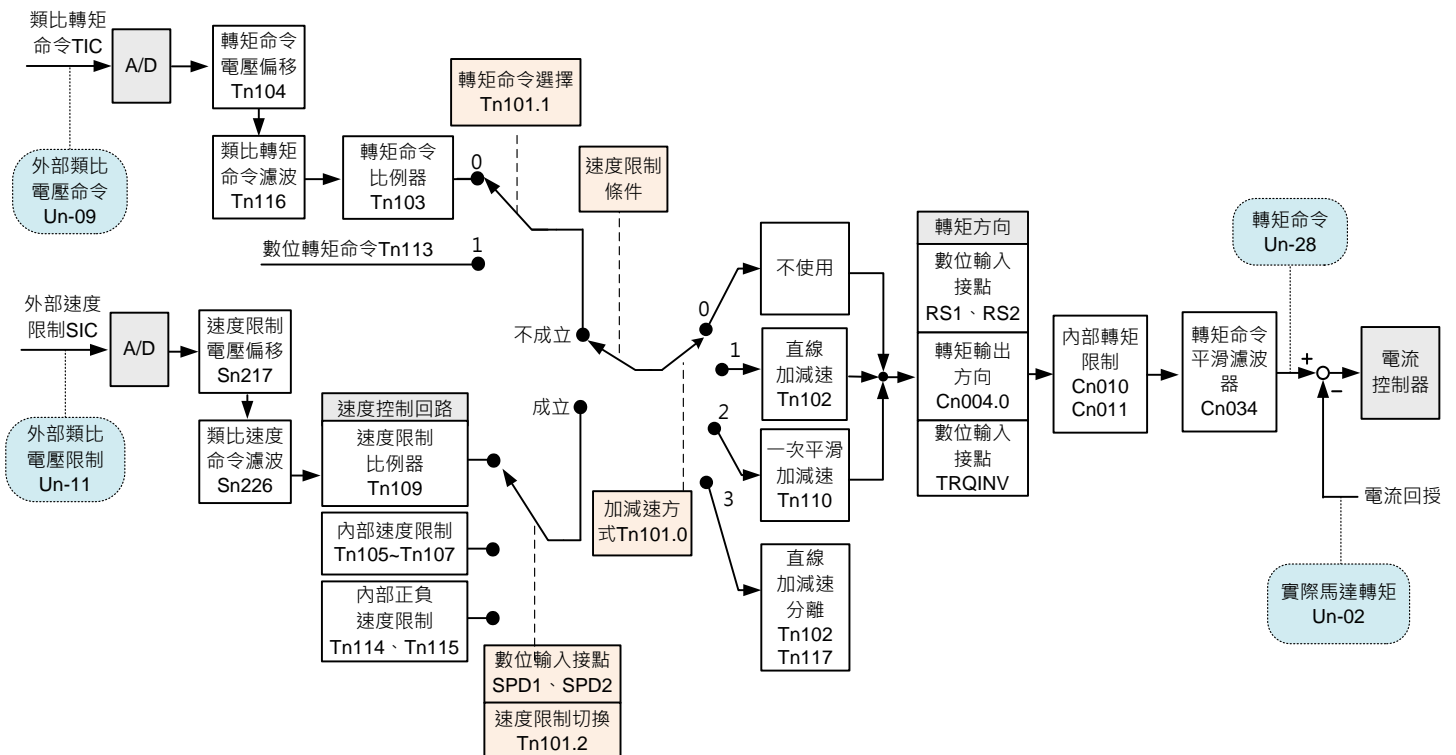 類比轉矩
命令TIC
A/D
轉矩命令
電壓偏移
Tn104
外部類比
電壓命令
Un-09
類比轉矩
命令濾波
Tn116
轉矩命令
比例器
Tn103
0
數位轉矩命令Tn113
1
轉矩命令選擇
Tn101.1
速度限制
條件
外部速度
限制SIC
A/D
速度限制
電壓偏移
Sn217
外部類比
電壓限制
Un-11
類比速度
命令濾波
Sn226
速度控制回路
速度限制
比例器
Tn109
內部速度限制
Tn105~Tn107
內部正負
速度限制
Tn114、Tn115
不成立
成立
數位輸入接點
SPD1、SPD2
速度限制切換
Tn101.2
加減速方
式Tn101.0
0
1
2
3
不使用
直線
加減速
Tn102
一次平滑
加減速
Tn110
直線
加減速
分離
Tn102
Tn117
轉矩方向
數位輸入
接點
RS1、RS2
轉矩輸出
方向
Cn004.0
數位輸入
接點
TRQINV
內部轉矩
限制
Cn010
Cn011
轉矩命令
平滑濾波
器
Cn034
轉矩命令
Un-28
+
−
電流
控制器
電流回授
實際馬達轉矩
Un-02